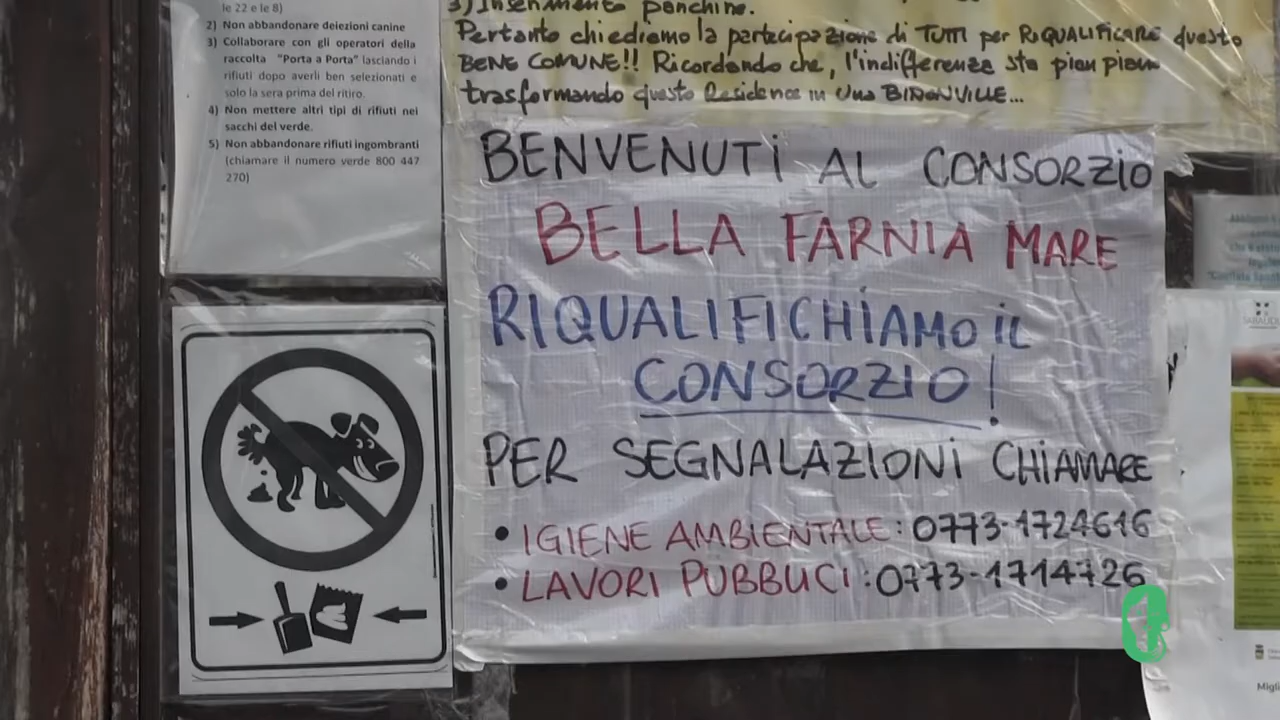 le 22 e le 8)
2) Non abbandonare deiezioni canine
3) Collaborare con gli operatori della
raccolta "Porta a Porta" lasciando i
rifiuti dopo averli ben selezionati e
solo la sera prima del ritiro.
4) Non mettere altri tipi di rifiuti nei
sacchi del verde.
5) Non abbandonare rifiuti ingombranti
(chiamare il numero verde 800 447
270)
3) Inserimento panchine.
Pertanto chiediamo la partecipazione di TUTTI per RIQUALIFICARE questo
BENE COMUNE!! Ricordando che, l'indifferenza sta pian piano
trasformando questo Residence in una BIDONVILLE...
BENVENUTI AL CONSORZIO
BELLA FARNIA MARE
RIQUALIFICHIAMO IL
CONSORZIO!
PER SEGNALAZIONI CHIAMARE
• IGIENE AMBIENTALE: 0773-1724616
• LAVORI PUBBLICI: 0773-1714726